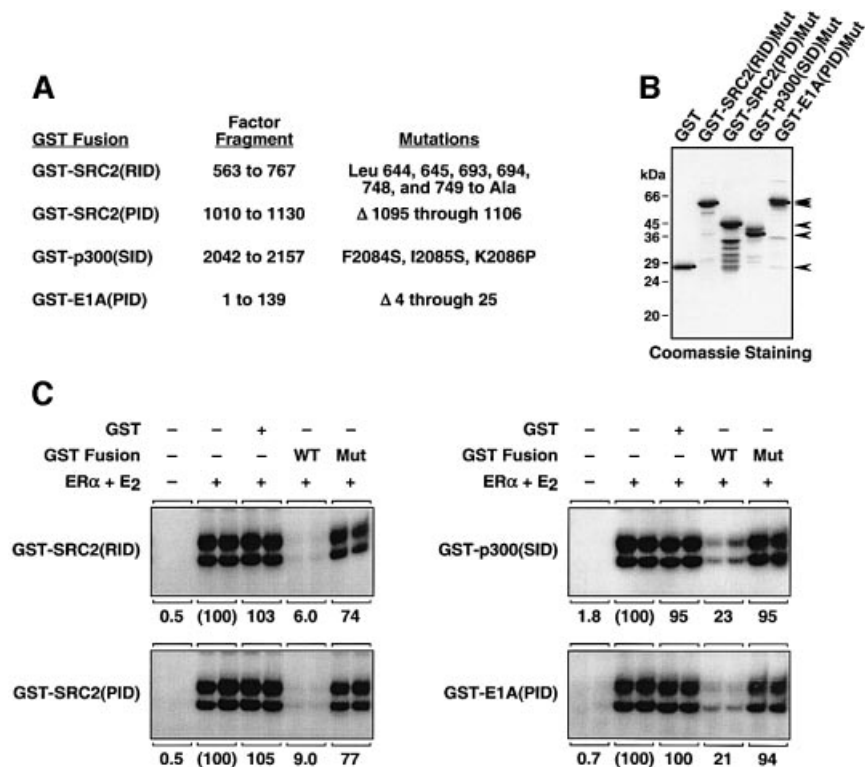 A
GST Fusion Factor Fragment Mutations
GST-SRC2(RID) 563 to 767 Leu 644, 645, 693, 694, 748, and 749 to Ala
GST-SRC2(PID) 1010 to 1130 Δ 1095 through 1106
GST-p300(SID) 2042 to 2157 F2084S, I2085S, K2086P
GST-E1A(PID) 1 to 139 Δ 4 through 25
B
GST
GST-SRC2(RID)Mut
GST-SRC2(PID)Mut
GST-p300(SID)Mut
GST-E1A(PID)Mut
kDa
66
45
36
29
24
20
Coomassie Staining
C
GST – – + – –
GST Fusion – – – WT Mut
ERα + E2 – + + + +
GST-SRC2(RID)
0.5 (100) 103 6.0 74
GST-SRC2(PID)
0.5 (100) 105 9.0 77
GST – – + – –
GST Fusion – – – WT Mut
ERα + E2 – + + + +
GST-p300(SID)
1.8 (100) 95 23 95
GST-E1A(PID)
0.7 (100) 100 21 94